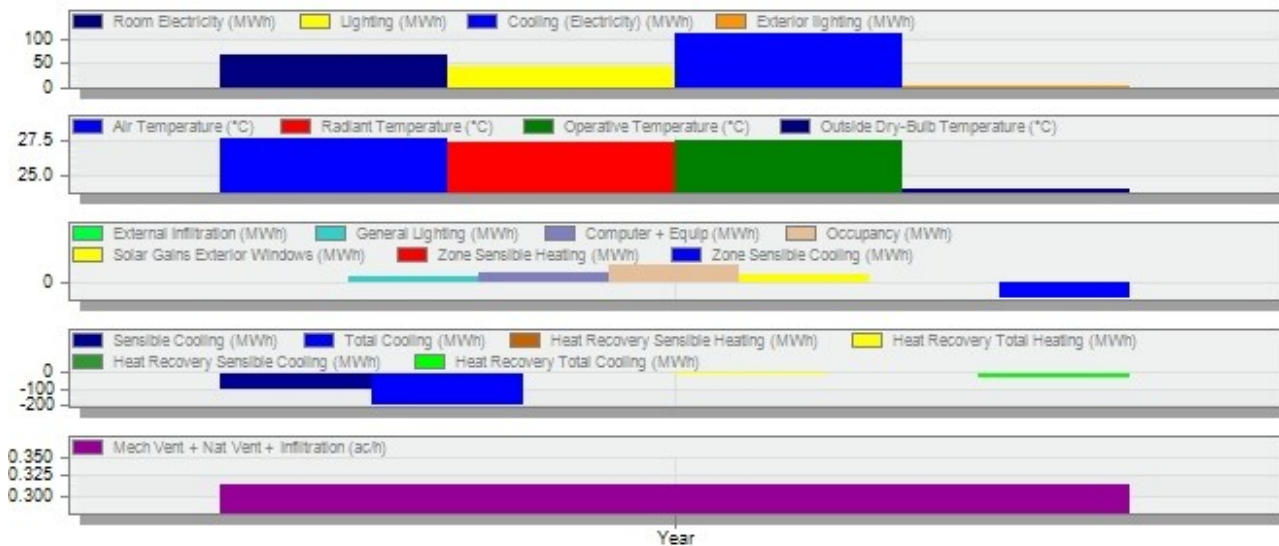 Room Electricity (MWh) Lighting (MWh) Cooling (Electricity) (MWh) Exterior lighting (MWh)
100
50
0
Air Temperature (°C) Radiant Temperature (°C) Operative Temperature (°C) Outside Dry-Bulb Temperature (°C)
27.5
25.0
External Infiltration (MWh) General Lighting (MWh) Computer + Equip (MWh) Occupancy (MWh)
Solar Gains Exterior Windows (MWh) Zone Sensible Heating (MWh) Zone Sensible Cooling (MWh)
0
Sensible Cooling (MWh) Total Cooling (MWh) Heat Recovery Sensible Heating (MWh) Heat Recovery Total Heating (MWh)
Heat Recovery Sensible Cooling (MWh) Heat Recovery Total Cooling (MWh)
0
-100
-200
Mech Vent + Nat Vent + Infiltration (ac/h)
0.350
0.325
0.300
Year